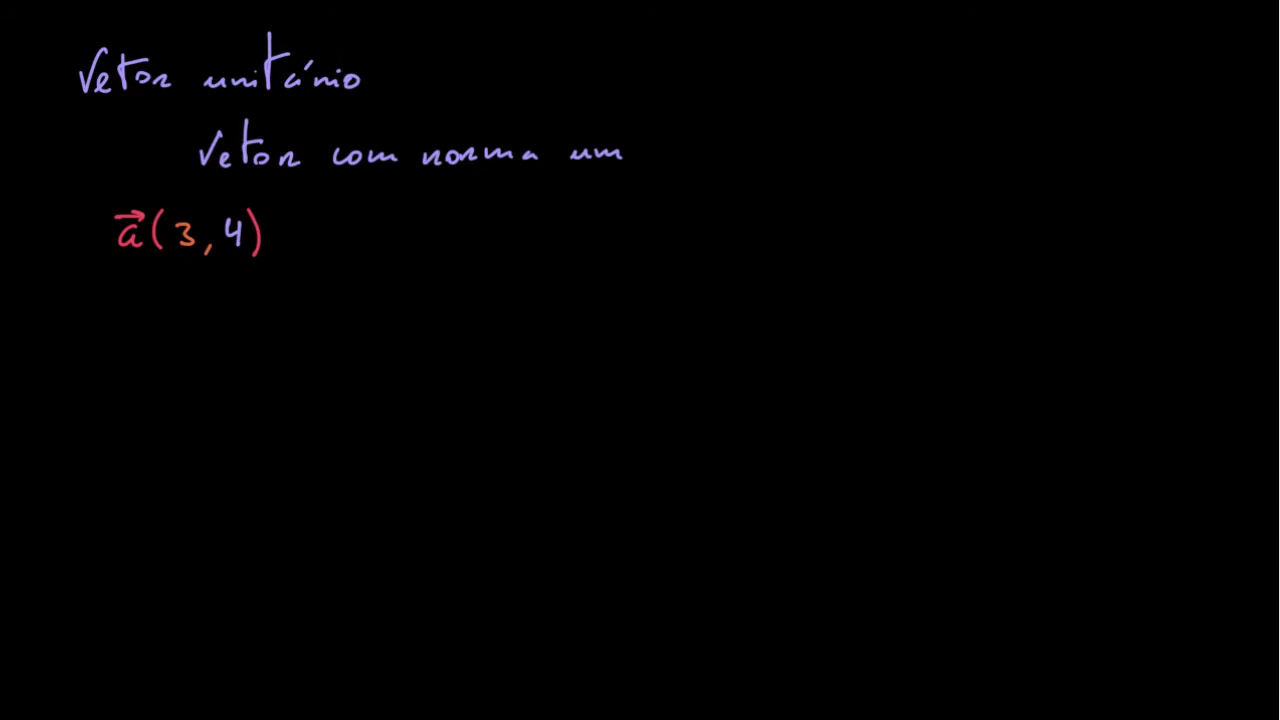 Vetor unitário
Vetor com norma um
a⃗(3,4)